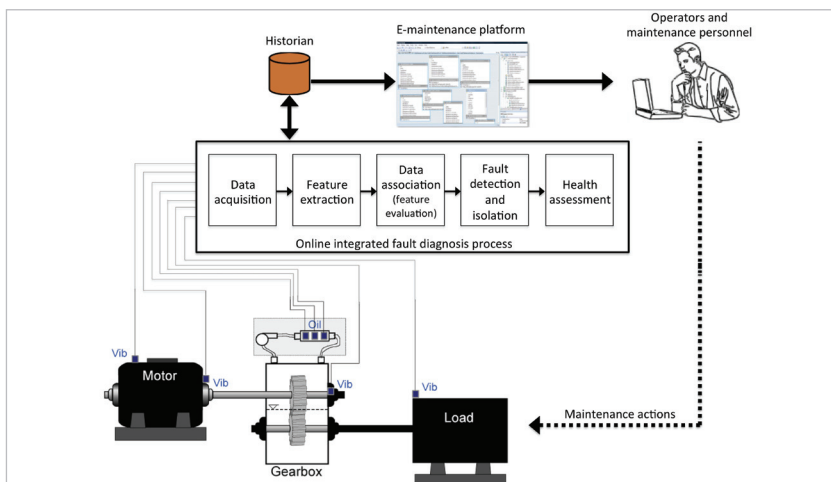 Historian
E-maintenance platform
Operators and
maintenance personnel
Data
acquisition
Feature
extraction
Data
association
(feature
evaluation)
Fault
detection
and
isolation
Health
assessment
Online integrated fault diagnosis process
Oil
Vib
Motor
Vib
Vib
Vib
Load
Gearbox
Maintenance actions